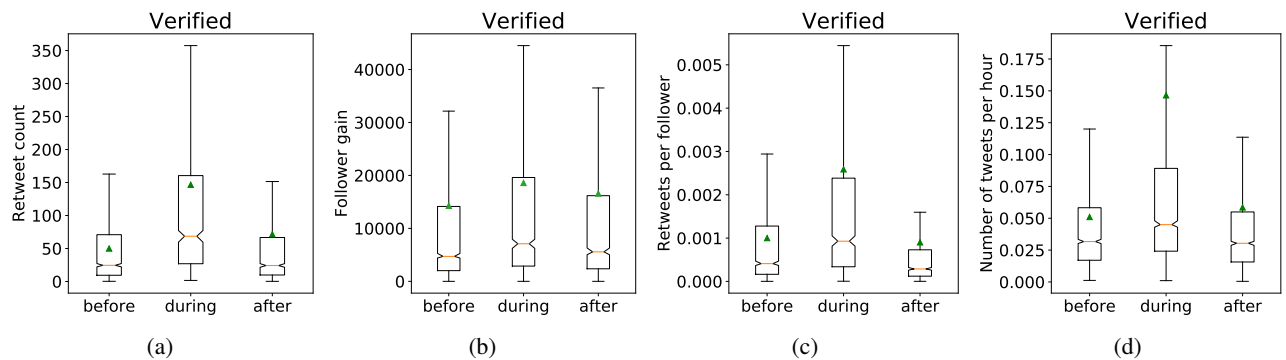 Verified
Retweet count
350
300
250
200
150
100
50
0
before during after
(a)
Verified
Follower gain
40000
30000
20000
10000
0
before during after
(b)
Verified
Retweets per follower
0.005
0.004
0.003
0.002
0.001
0.000
before during after
(c)
Verified
Number of tweets per hour
0.175
0.150
0.125
0.100
0.075
0.050
0.025
0.000
before during after
(d)